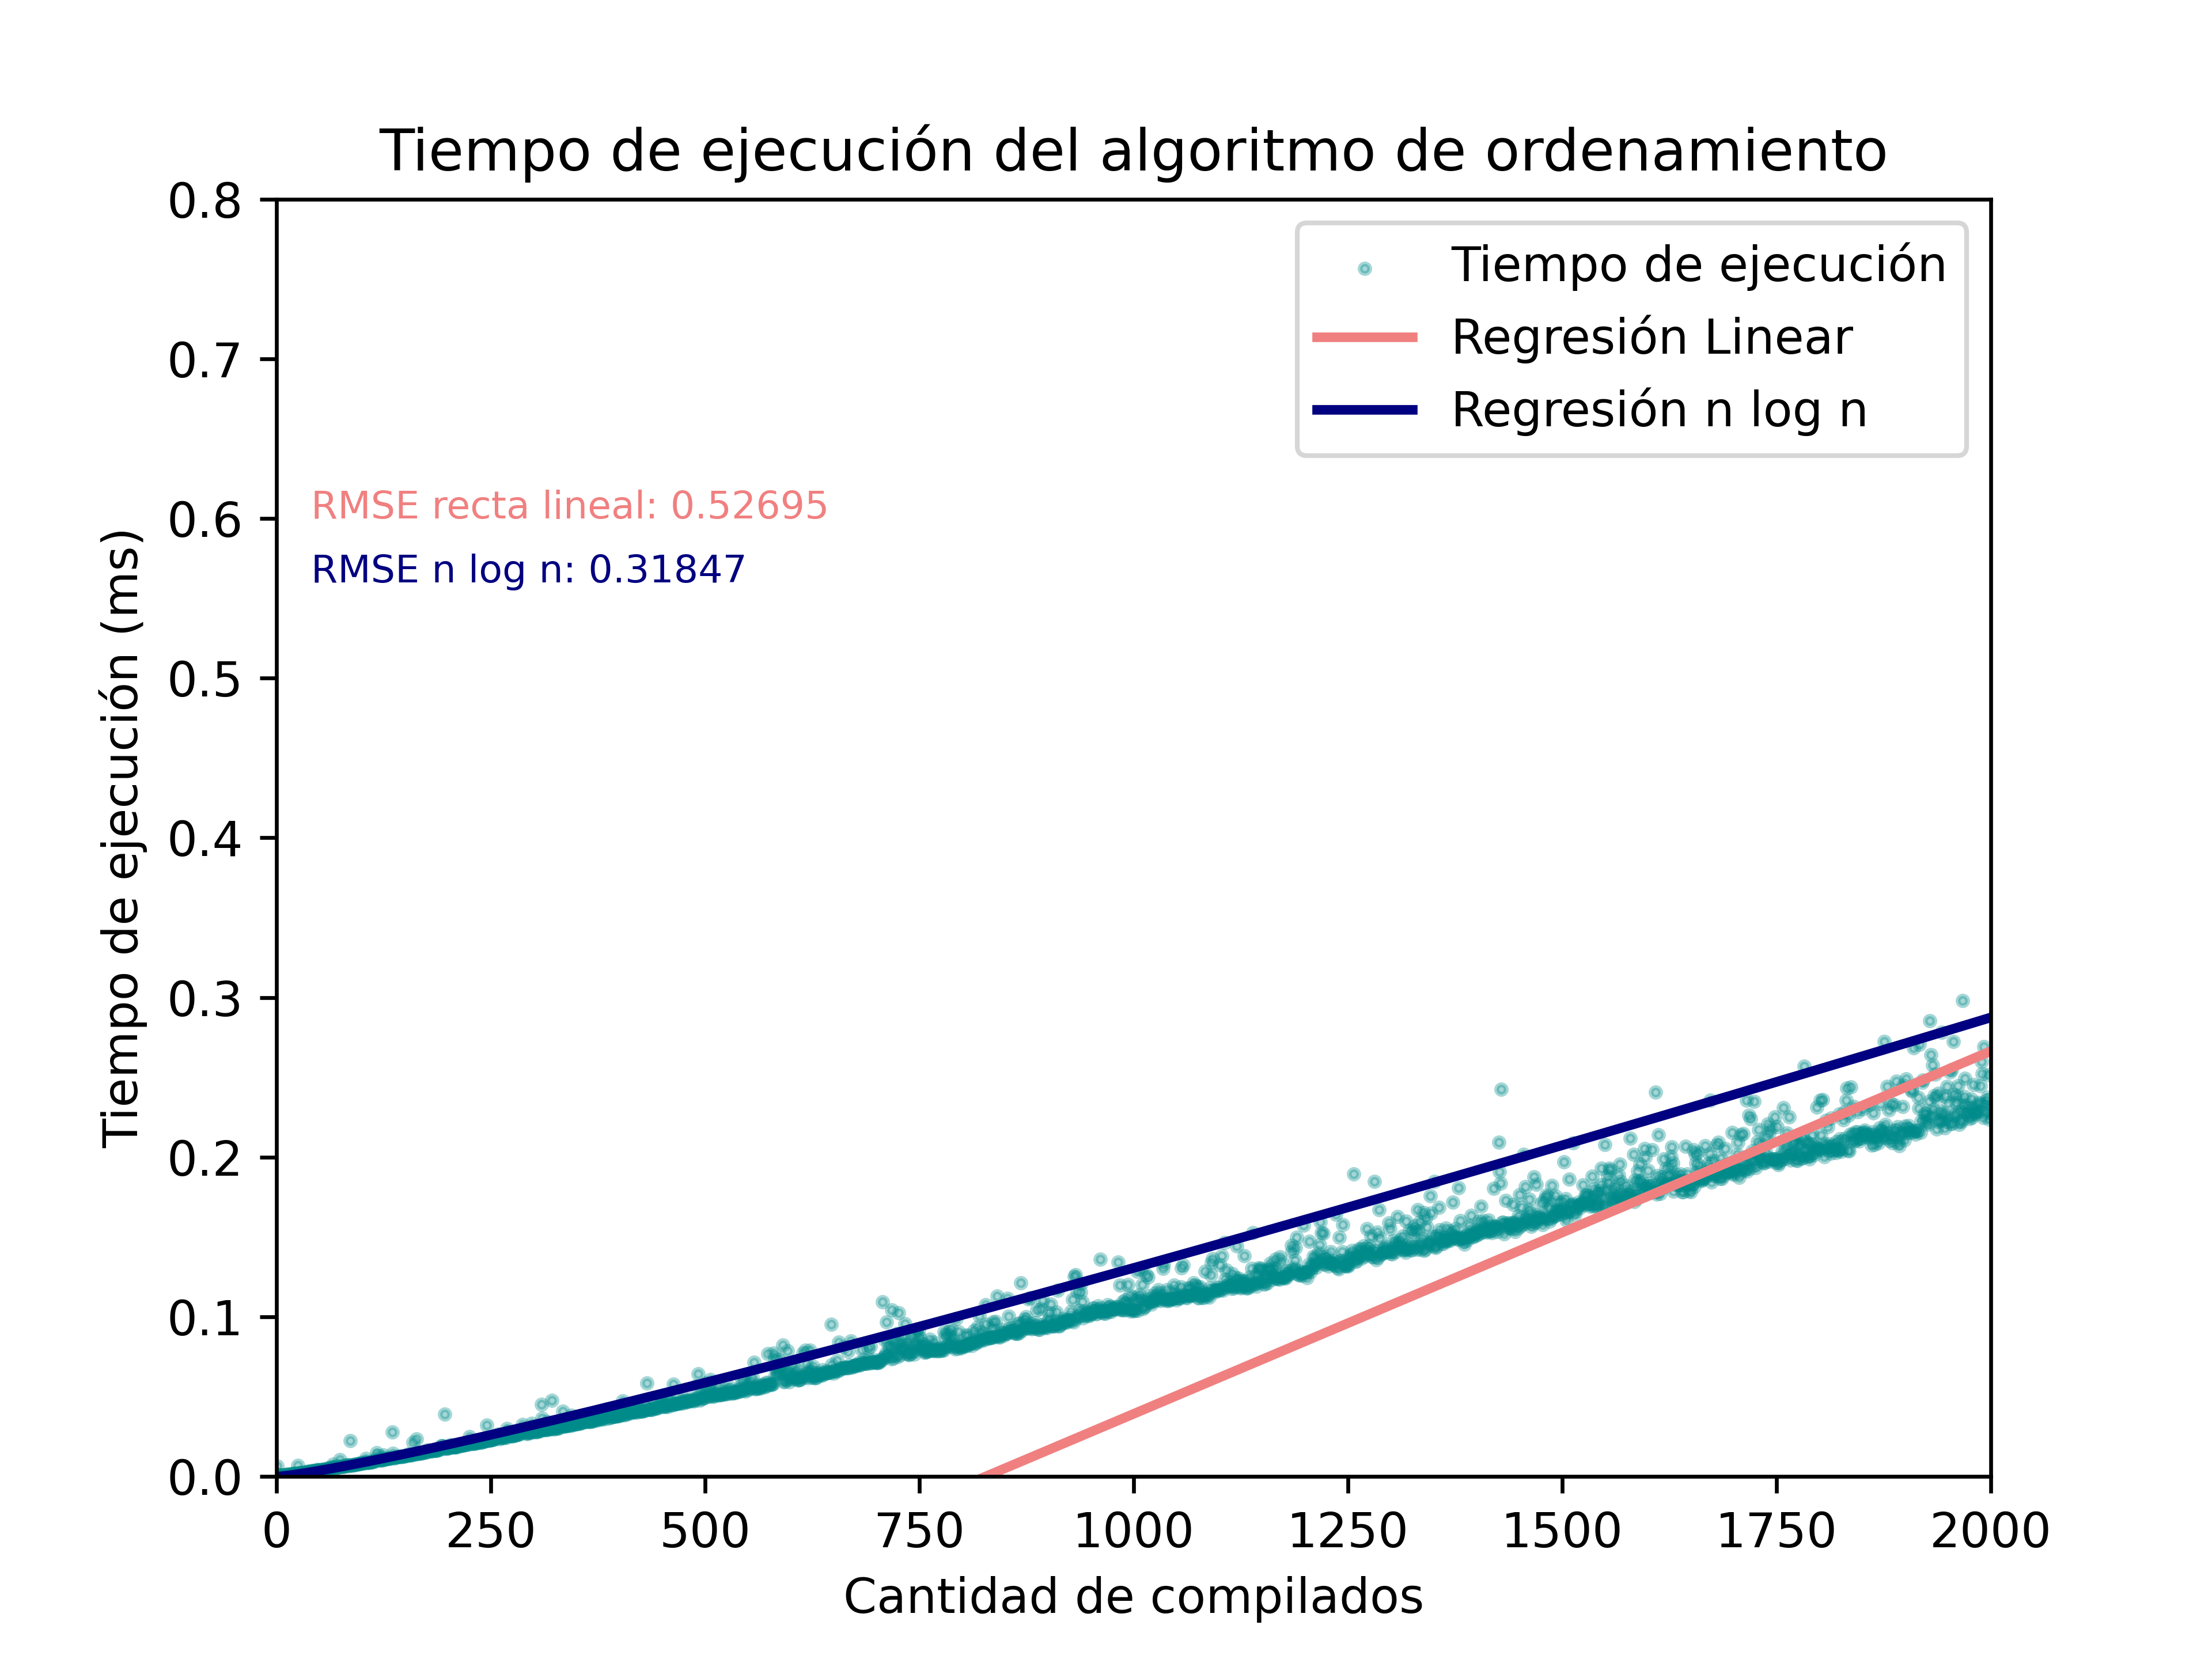 Tiempo de ejecución del algoritmo de ordenamiento
0.8
0.7
0.6
0.5
0.4
0.3
0.2
0.1
0.0
Tiempo de ejecución (ms)
Tiempo de ejecución
Regresión Linear
Regresión n log n
RMSE recta lineal: 0.52695
RMSE n log n: 0.31847
0 250 500 750 1000 1250 1500 1750 2000
Cantidad de compilados